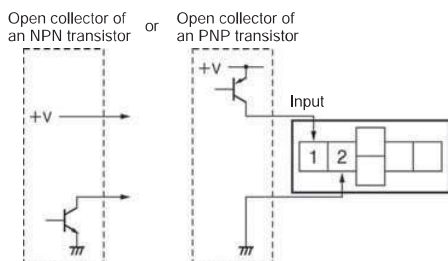 Open collector of
an NPN transistor
or
Open collector of
an PNP transistor
+V
+V
Input
1 2